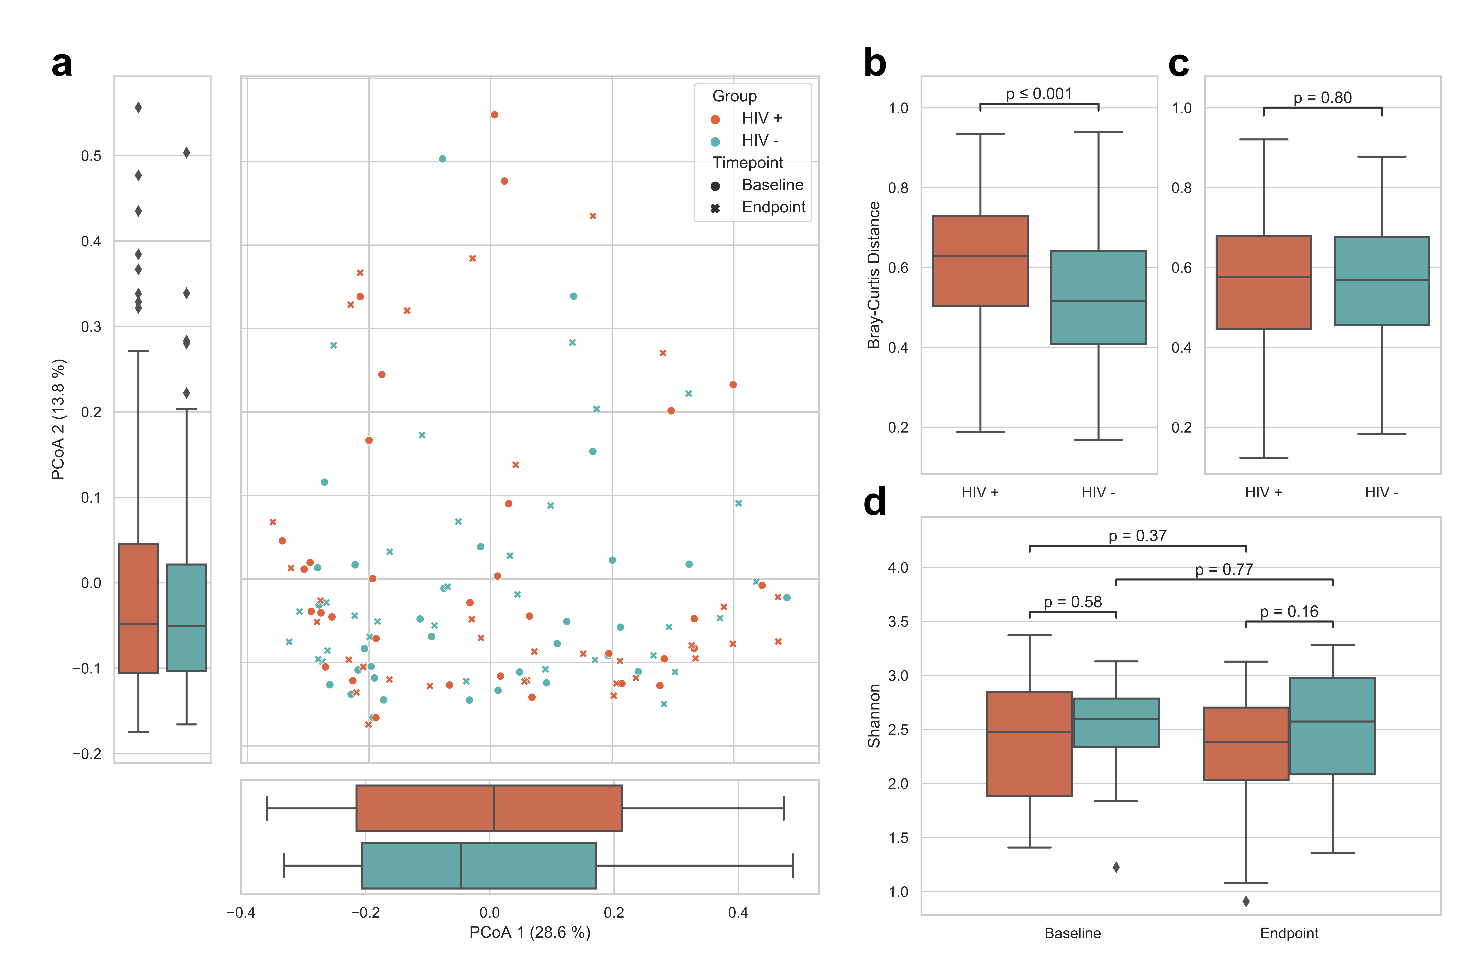 a
PCoA 2 (13.8 %)
0.5
0.4
0.3
0.2
0.1
0.0
−0.1
−0.2
Group
HIV +
HIV -
Timepoint
Baseline
Endpoint
−0.4
−0.2
0.0
0.2
0.4
PCoA 1 (28.6 %)
b
Bray-Curtis Distance
1.0
0.8
0.6
0.4
0.2
p ≤ 0.001
HIV +
HIV -
c
1.0
0.8
0.6
0.4
0.2
p = 0.80
HIV +
HIV -
d
Shannon
4.0
3.5
3.0
2.5
2.0
1.5
1.0
p = 0.37
p = 0.77
p = 0.58
p = 0.16
Baseline
Endpoint